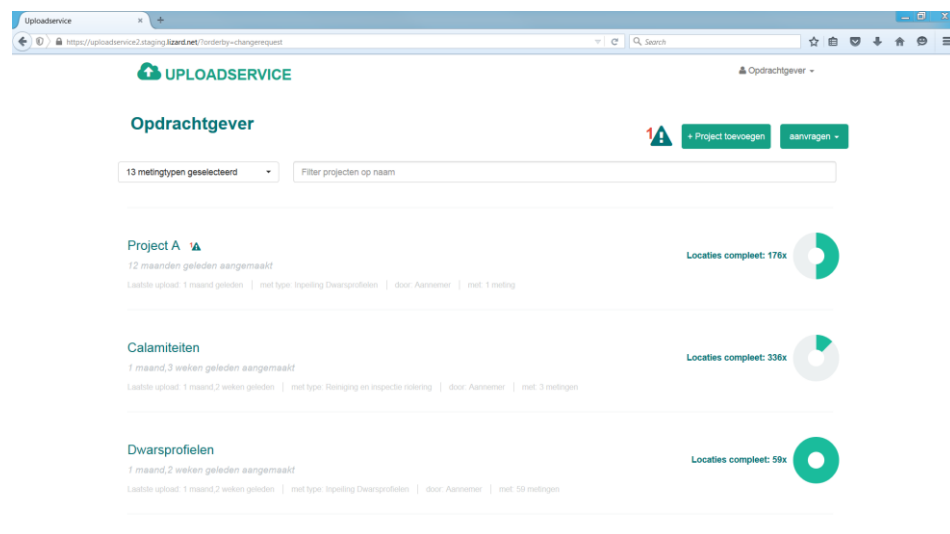 Uploadservice
https://uploadservice2.staging.lizard.net/?orderby=changerequest
Search
UPLOADSERVICE
Opdrachtgever
Opdrachtgever
1
+ Project toevoegen
aanvragen
13 metingtypen geselecteerd
Filter projecten op naam
Project A 1
Locaties compleet: 176x
12 maanden geleden aangemaakt
Laatste upload: 1 maand geleden | met type: Inpeiling Dwarsprofielen | door: Aannemer | met: 1 meting
Calamiteiten
Locaties compleet: 336x
1 maand,3 weken geleden aangemaakt
Laatste upload: 1 maand,2 weken geleden | met type: Reiniging en inspectie riolering | door: Aannemer | met: 3 metingen
Dwarsprofielen
Locaties compleet: 59x
1 maand,2 weken geleden aangemaakt
Laatste upload: 1 maand,2 weken geleden | met type: Inpeiling Dwarsprofielen | door: Aannemer | met: 59 metingen